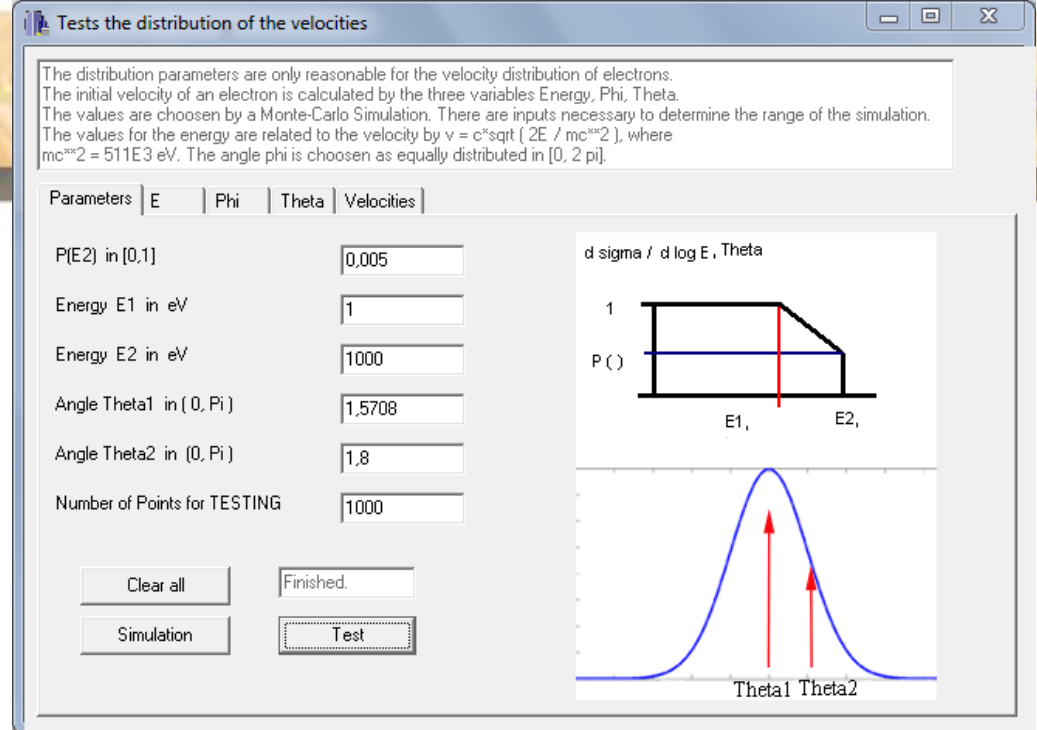 Tests the distribution of the velocities
The distribution parameters are only reasonable for the velocity distribution of electrons.
The initial velocity of an electron is calculated by the three variables Energy, Phi, Theta.
The values are choosen by a Monte-Carlo Simulation. There are inputs necessary to determine the range of the simulation.
The values for the energy are related to the velocity by v = c*sqrt ( 2E / mc**2 ), where
mc**2 = 511E3 eV. The angle phi is choosen as equally distributed in [0, 2 pi].
Parameters E Phi Theta Velocities
P(E2) in [0,1] 0,005
Energy E1 in eV 1
Energy E2 in eV 1000
Angle Theta1 in ( 0, Pi ) 1,5708
Angle Theta2 in (0, Pi ) 1,8
Number of Points for TESTING 1000
Clear all Finished.
Simulation Test
d sigma / d log E , Theta
1
P ( )
E1, E2,
Theta1 Theta2